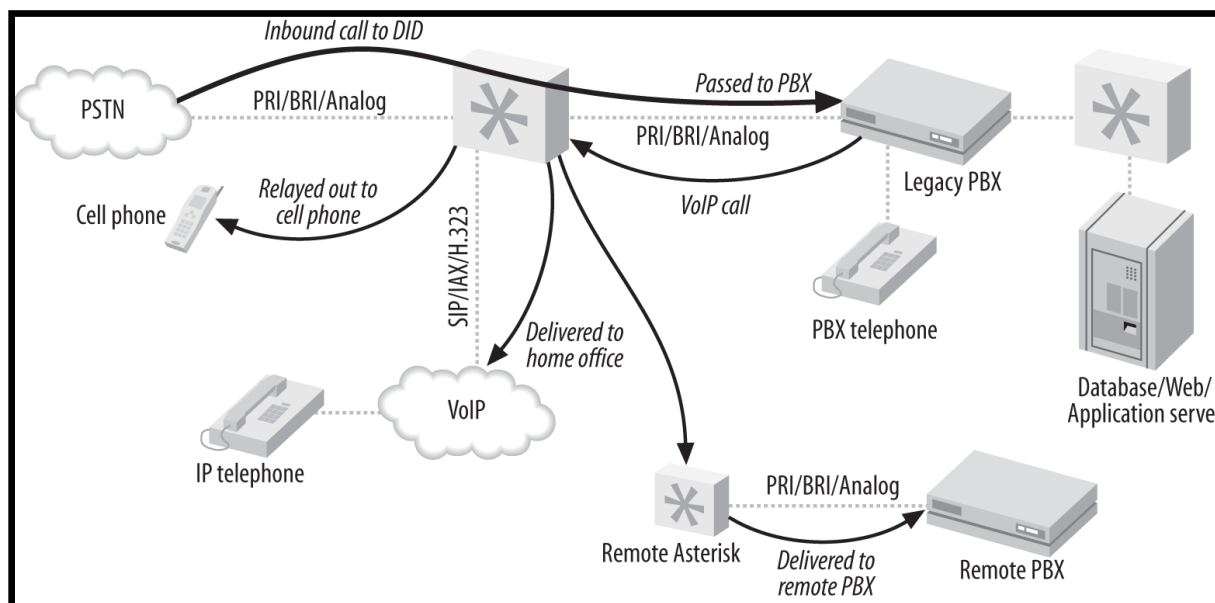 Inbound call to DID
PSTN
PRI/BRI/Analog
Passed to PBX
PRI/BRI/Analog
Legacy PBX
VoIP call
Cell phone
Relayed out to
cell phone
SIP/IAX/H.323
PBX telephone
Delivered to
home office
VoIP
IP telephone
Database/Web/
Application serve
PRI/BRI/Analog
Remote Asterisk
Delivered to
remote PBX
Remote PBX